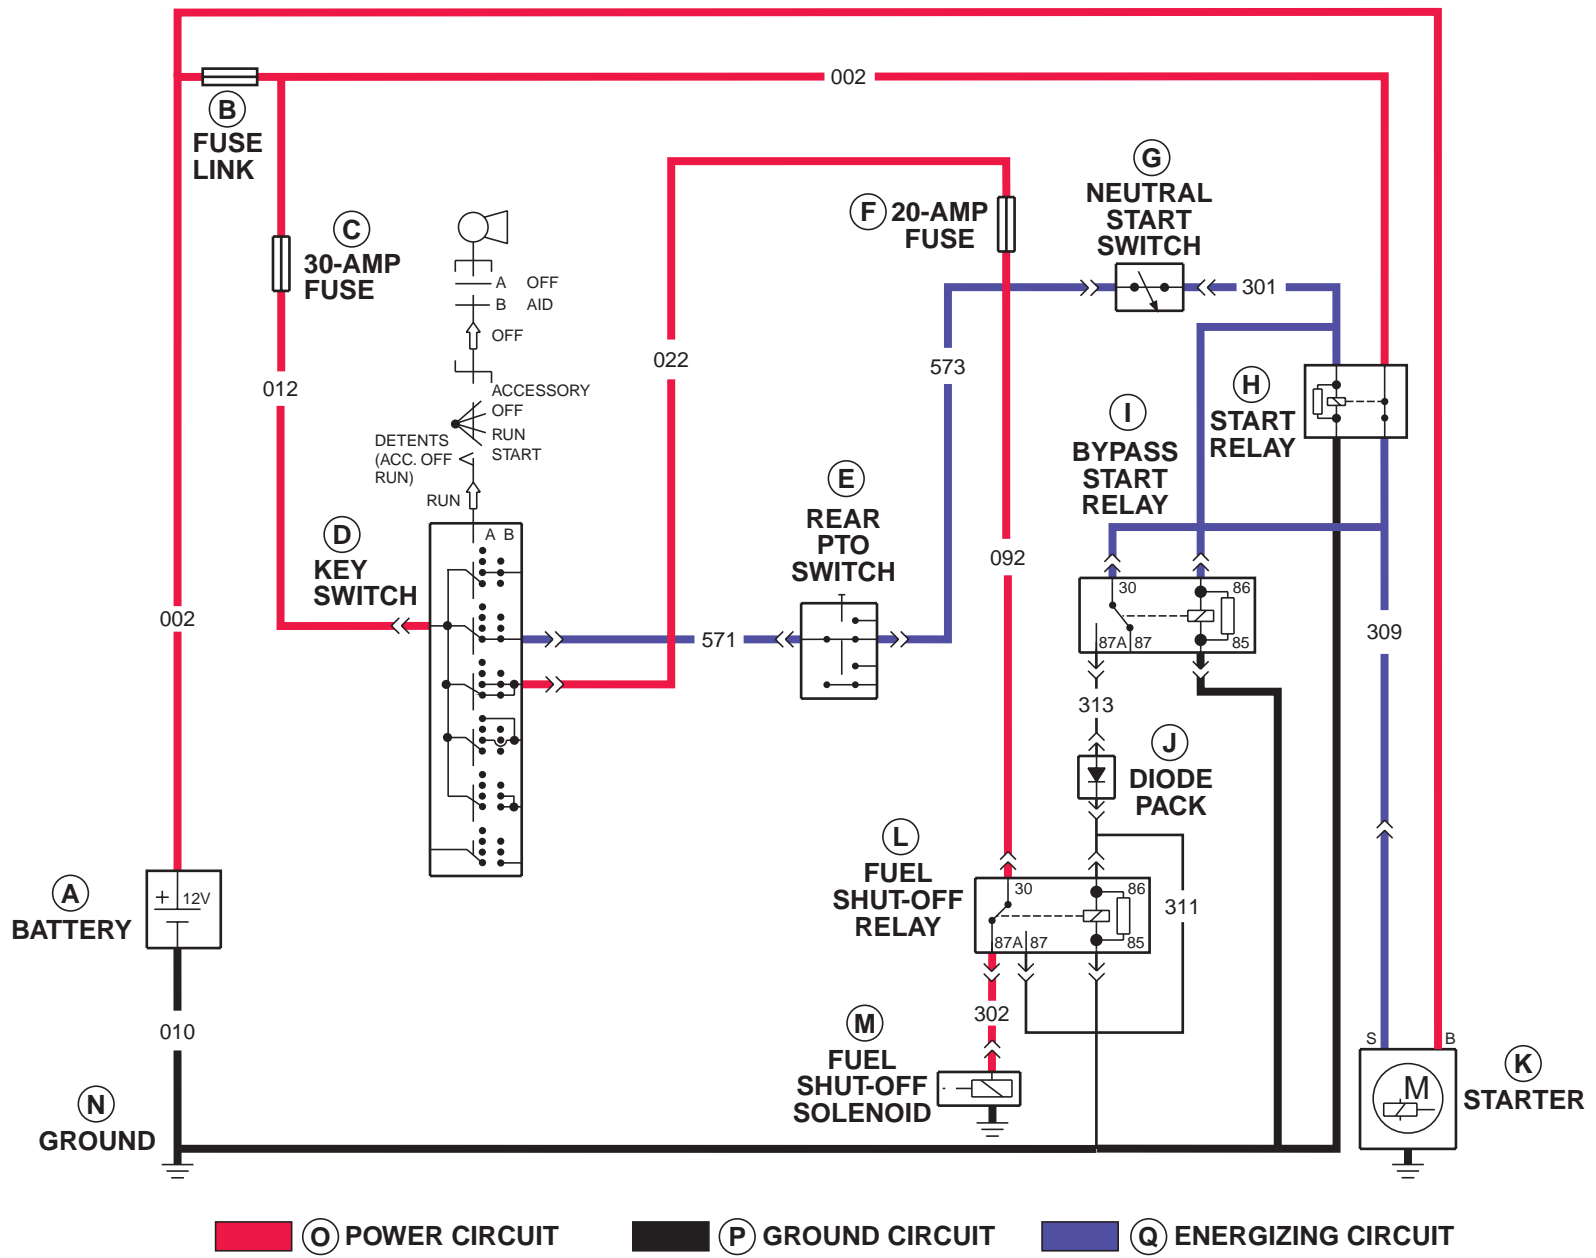 002
B
FUSE
LINK
G
NEUTRAL
START
SWITCH
F 20-AMP
FUSE
C
30-AMP
FUSE
A OFF
B AID
OFF
301
022
573
012
ACCESSORY
OFF
RUN
START
DETENTS
(ACC. OFF
RUN)
RUN
H
START
RELAY
I
BYPASS
START
RELAY
E
REAR
PTO
SWITCH
D
KEY
SWITCH
A B
092
30
86
87A 87
85
002
571
309
313
J
DIODE
PACK
L
FUEL
SHUT-OFF
RELAY
30
86
87A 87
85
311
A
BATTERY
+ 12V
302
010
M
FUEL
SHUT-OFF
SOLENOID
S
B
M
K
STARTER
N
GROUND
O POWER CIRCUIT
P GROUND CIRCUIT
Q ENERGIZING CIRCUIT